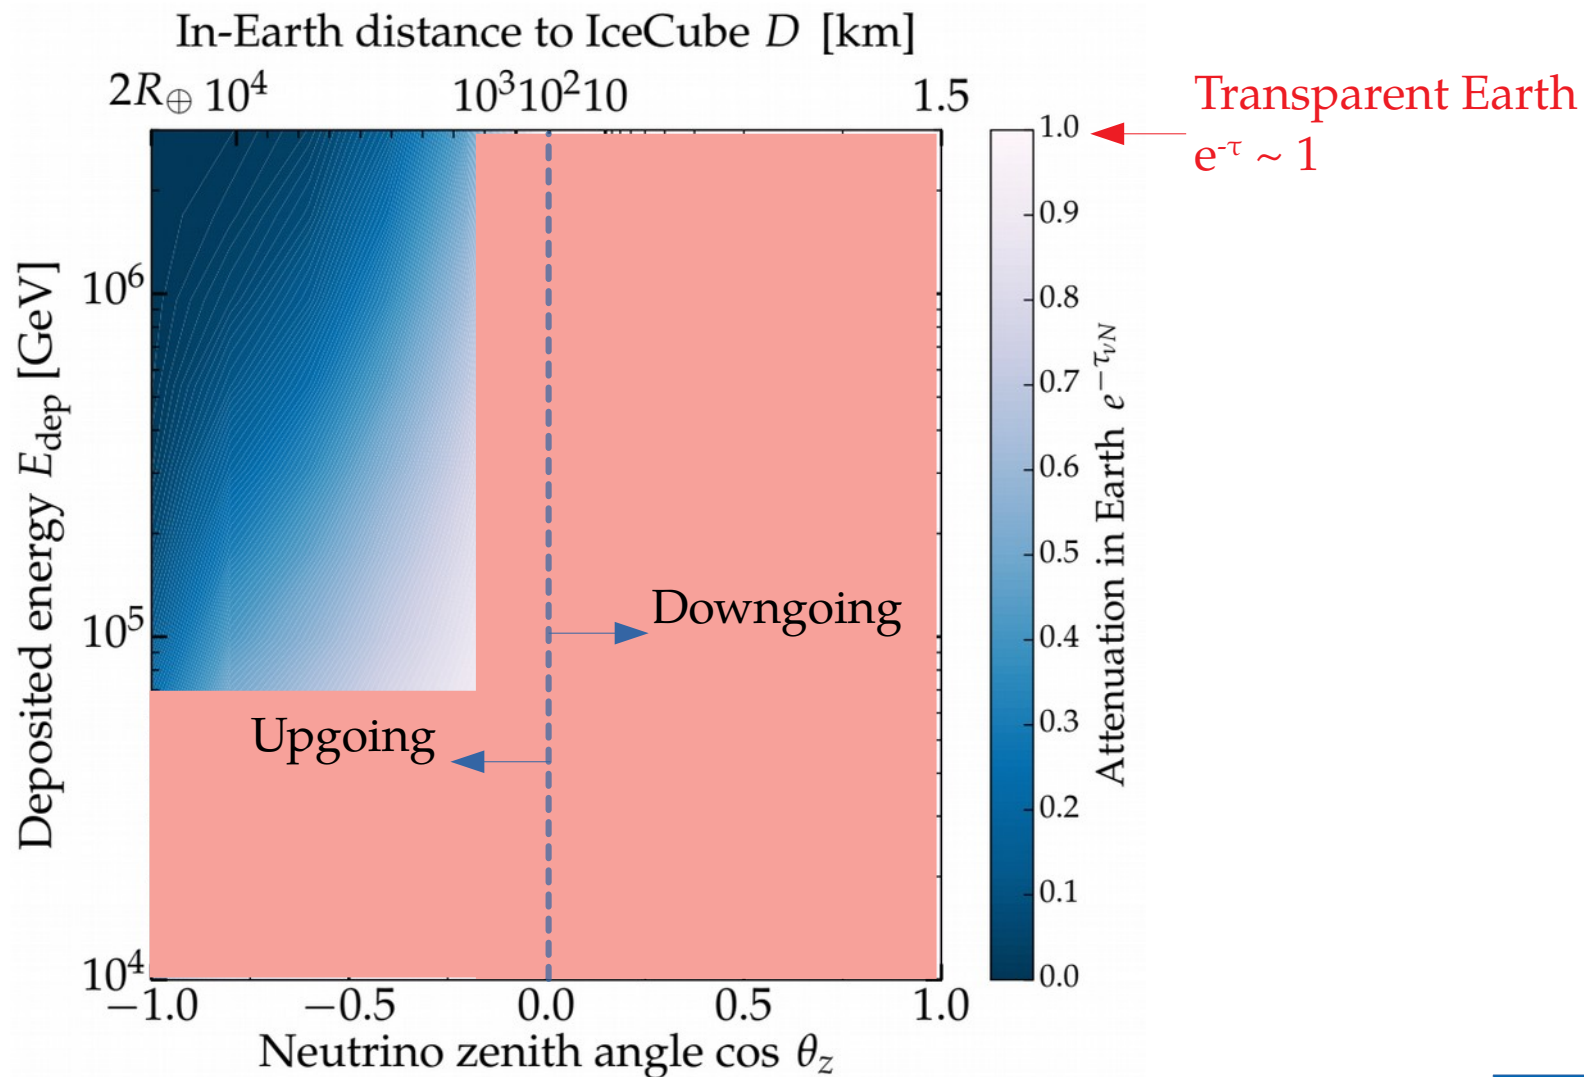 In-Earth distance to IceCube D [km]
2R⊕ 10⁴ 10³10²10 1.5
Transparent Earth
e^-τ ~ 1
1.0
0.9
0.8
0.7
0.6
0.5
0.4
0.3
0.2
0.1
0.0
Attenuation in Earth e^−τ_νN
Deposited energy E_dep [GeV]
10⁶
10⁵
10⁴
Downgoing
Upgoing
−1.0 −0.5 0.0 0.5 1.0
Neutrino zenith angle cos θ_z